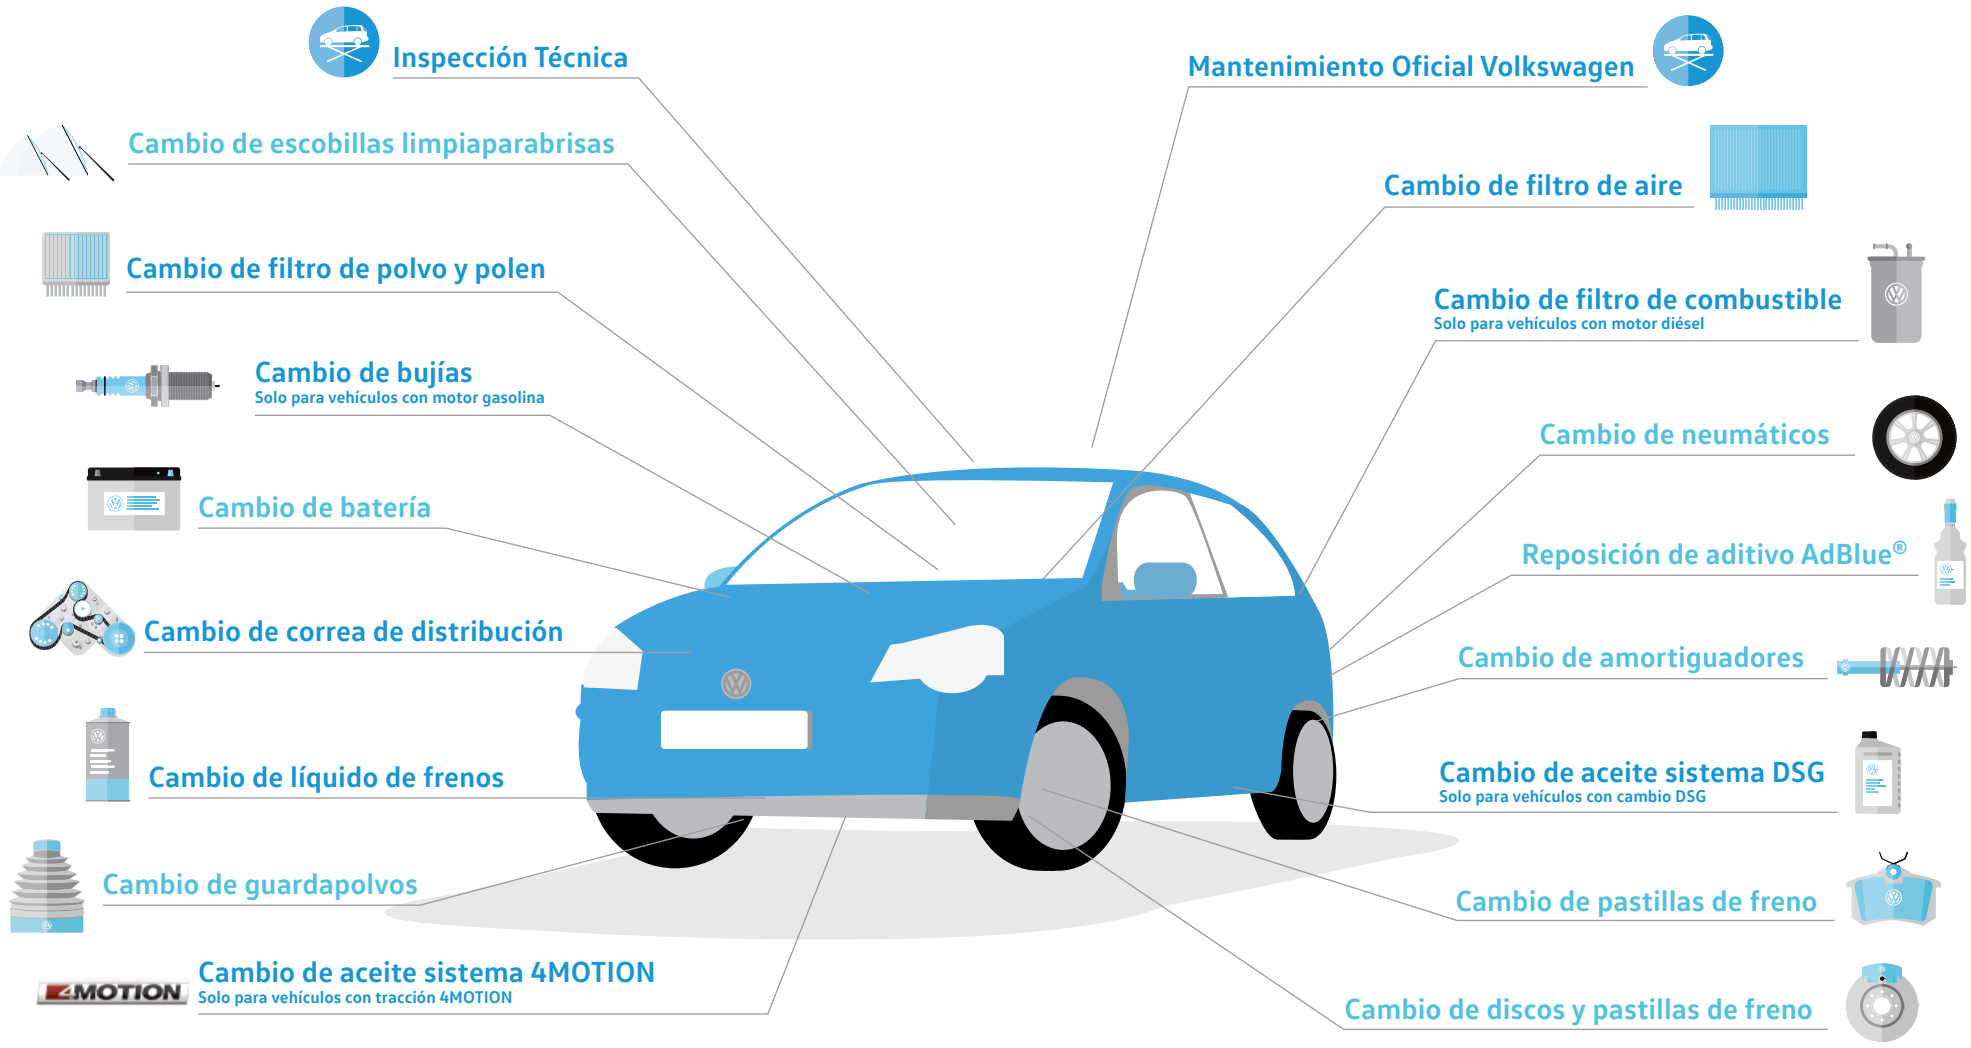 Inspección Técnica
Cambio de escobillas limpiaparabrisas
Cambio de filtro de polvo y polen
Cambio de bujías
Solo para vehículos con motor gasolina
Cambio de batería
Cambio de correa de distribución
Cambio de líquido de frenos
Cambio de guardapolvos
4MOTION
Cambio de aceite sistema 4MOTION
Solo para vehículos con tracción 4MOTION
Mantenimiento Oficial Volkswagen
Cambio de filtro de aire
Cambio de filtro de combustible
Solo para vehículos con motor diésel
Cambio de neumáticos
Reposición de aditivo AdBlue®
Cambio de amortiguadores
Cambio de aceite sistema DSG
Solo para vehículos con cambio DSG
Cambio de pastillas de freno
Cambio de discos y pastillas de freno